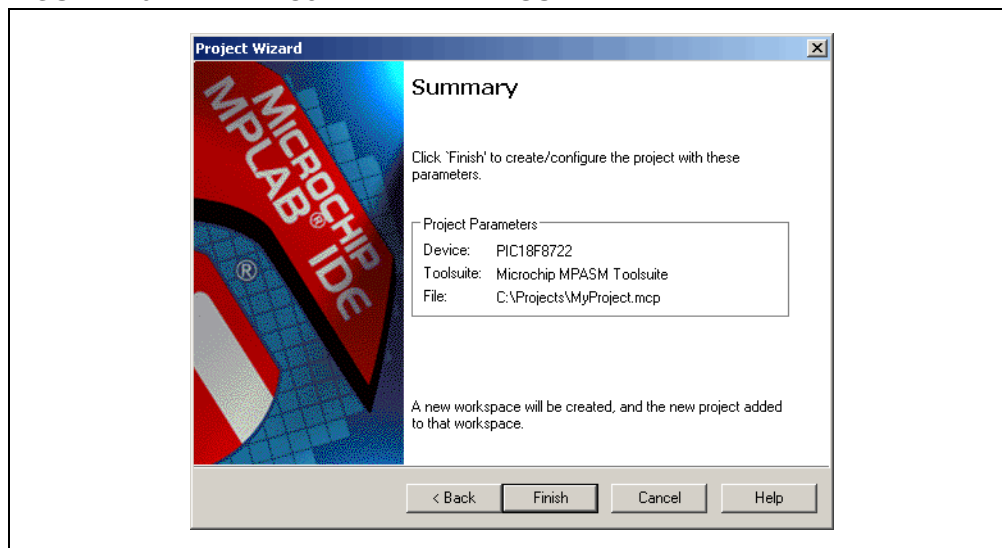 Project Wizard
Summary
MICROCHIP
MPLAB® IDE
®
Click `Finish' to create/configure the project with these
parameters.
Project Parameters
Device: PIC18F8722
Toolsuite: Microchip MPASM Toolsuite
File: C:\Projects\MyProject.mcp
A new workspace will be created, and the new project added
to that workspace.
< Back Finish Cancel Help